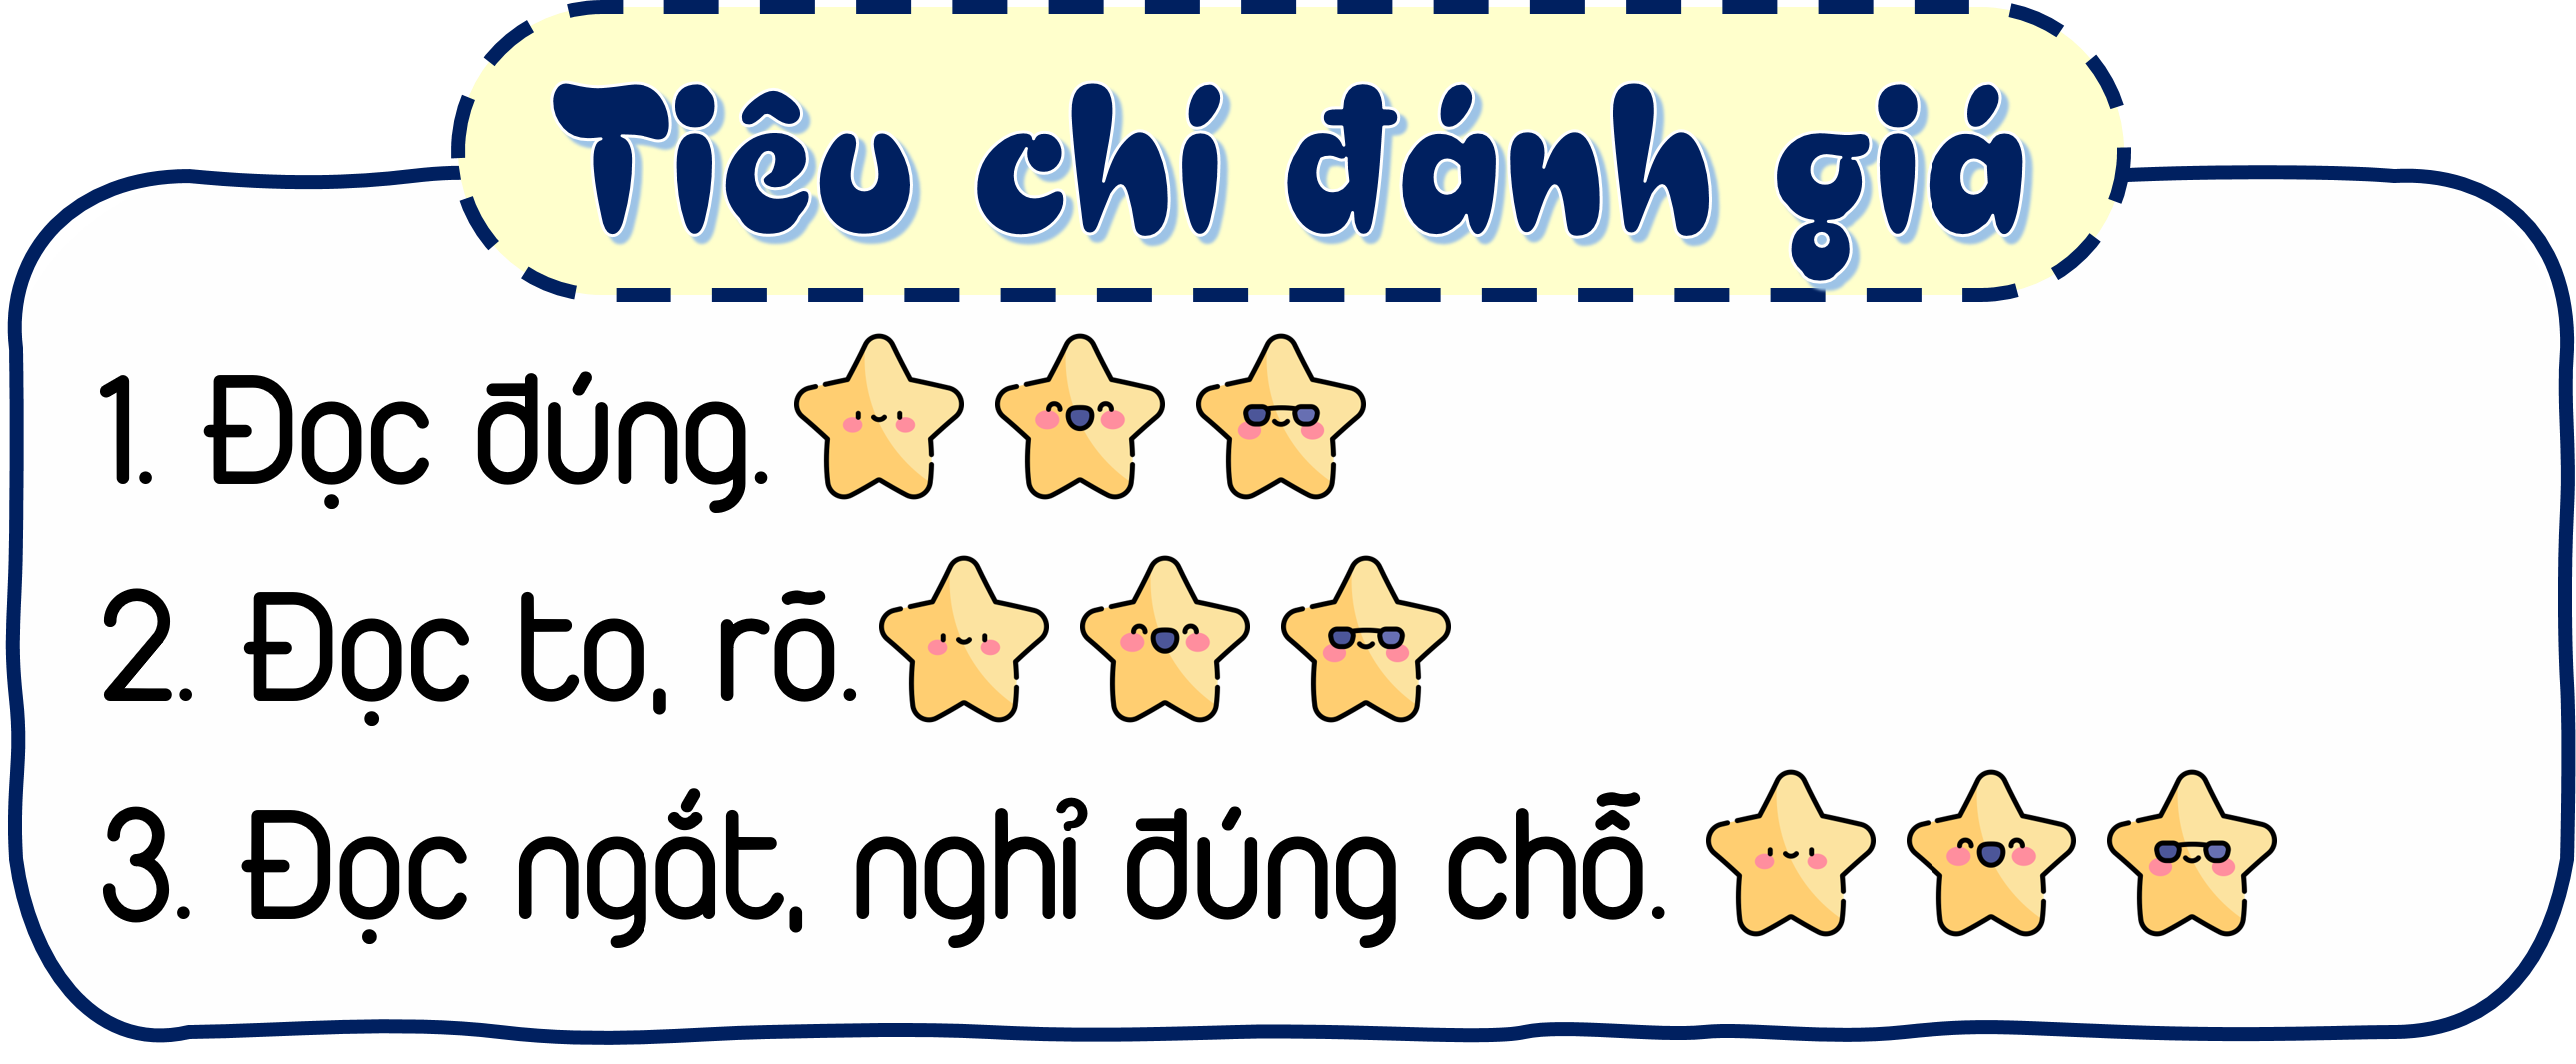 Tiêu chí đánh giá
1. Đọc đúng.
2. Đọc to, rõ.
3. Đọc ngắt, nghỉ đúng chỗ.